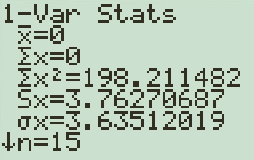 1-Var Stats
x̅=0
Σx=0
Σx²=198.211482
Sx=3.76270687
σx=3.63512019
↓n=15